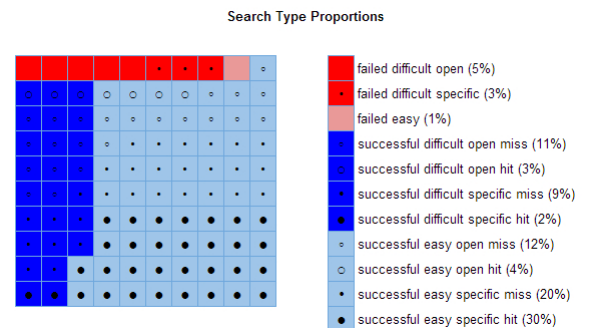 Search Type Proportions
failed difficult open (5%)
failed difficult specific (3%)
failed easy (1%)
successful difficult open miss (11%)
successful difficult open hit (3%)
successful difficult specific miss (9%)
successful difficult specific hit (2%)
successful easy open miss (12%)
successful easy open hit (4%)
successful easy specific miss (20%)
successful easy specific hit (30%)